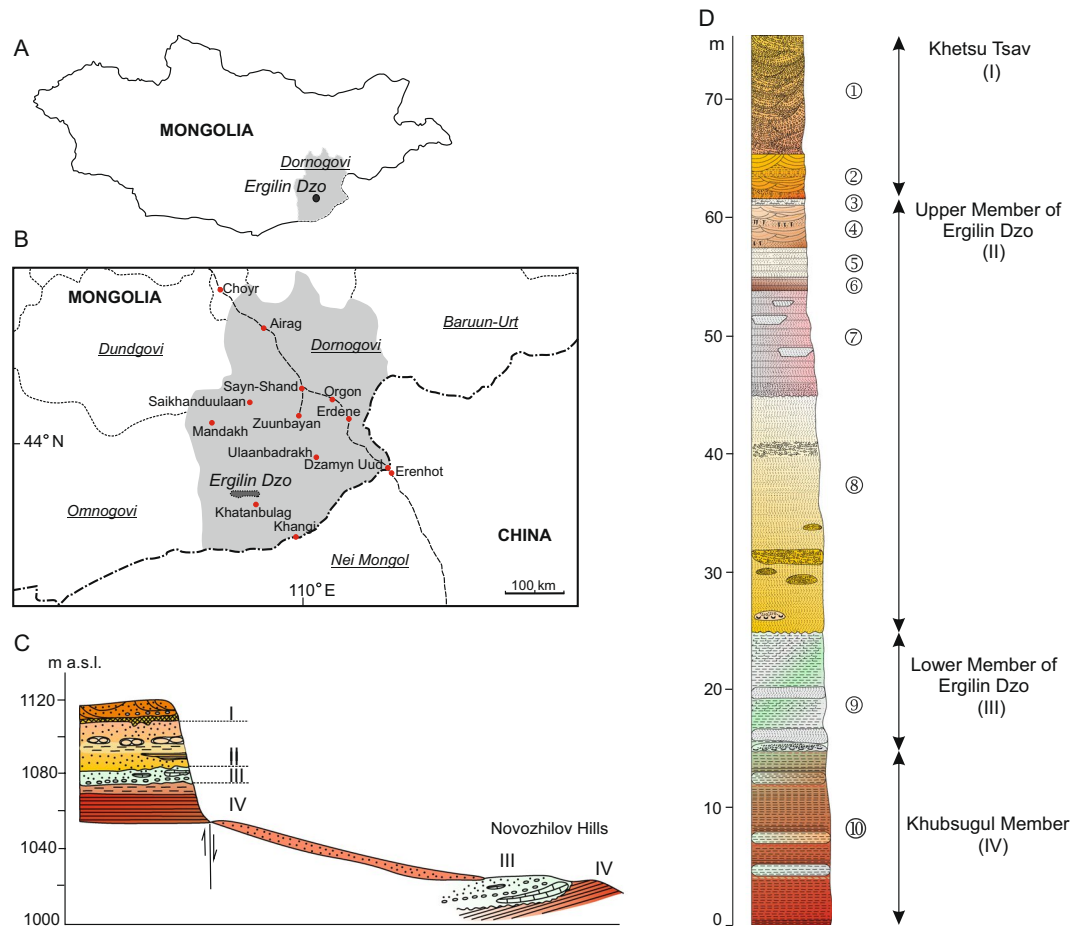 A
MONGOLIA
Dornogovi
Ergilin Dzo
B
MONGOLIA
Choyr
Airag
Baruun-Urt
Dundgovi
Dornogovi
Sayn-Shand
Orgon
Saikhanduulaan
Erdene
Zuunbayan
Mandakh
44° N
Ulaanbadrakh
Dzamyn Uud
Erenhot
Ergilin Dzo
Khatanbulag
Omnogovi
Khangi
CHINA
Nei Mongol
110° E
100 km
C
m a.s.l.
1120
I
II
1080
III
IV
1040
Novozhilov Hills
III
IV
1000
D
m
70
60
50
40
30
20
10
0
①
②
③
④
⑤
⑥
⑦
⑧
⑨
⑩
Khetsu Tsav
(I)
Upper Member of
Ergilin Dzo
(II)
Lower Member of
Ergilin Dzo
(III)
Khubsugul Member
(IV)